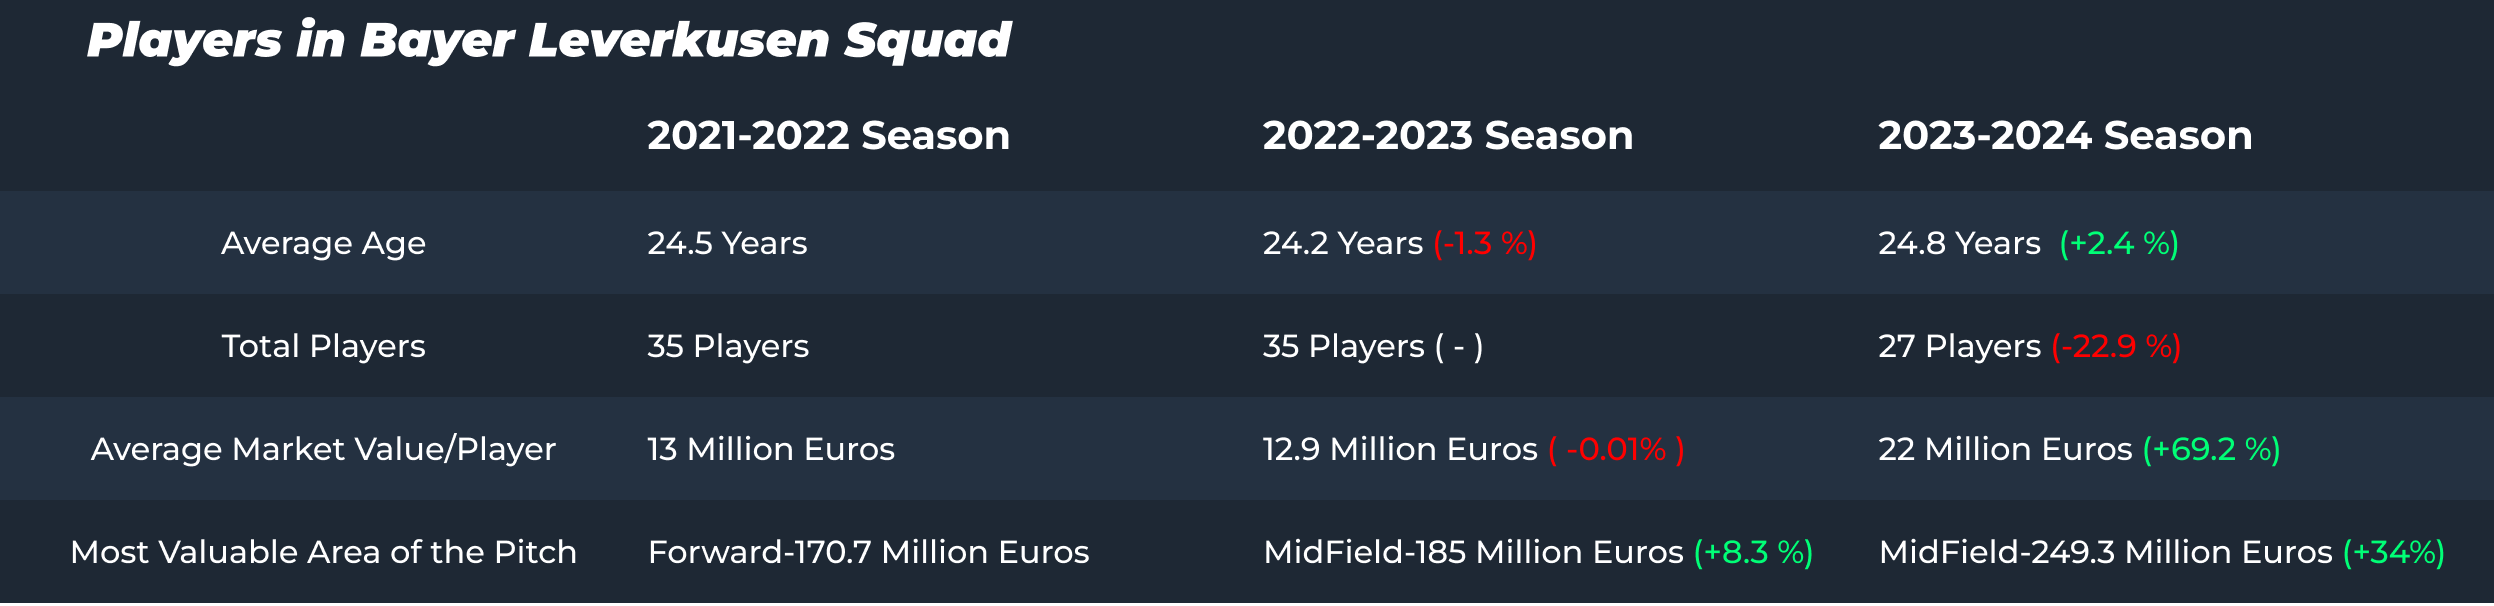 Players in Bayer Leverkusen Squad
2021-2022 Season 2022-2023 Season 2023-2024 Season
Average Age 24.5 Years 24.2 Years (-1.3 %) 24.8 Years (+2.4 %)
Total Players 35 Players 35 Players ( - ) 27 Players (-22.9 %)
Average Market Value/Player 13 Million Euros 12.9 Million Euros ( -0.01% ) 22 Million Euros (+69.2 %)
Most Valuable Area of the Pitch Forward-170.7 Million Euros MidField-185 Million Euros (+8.3 %) MidField-249.3 Million Euros (+34%)